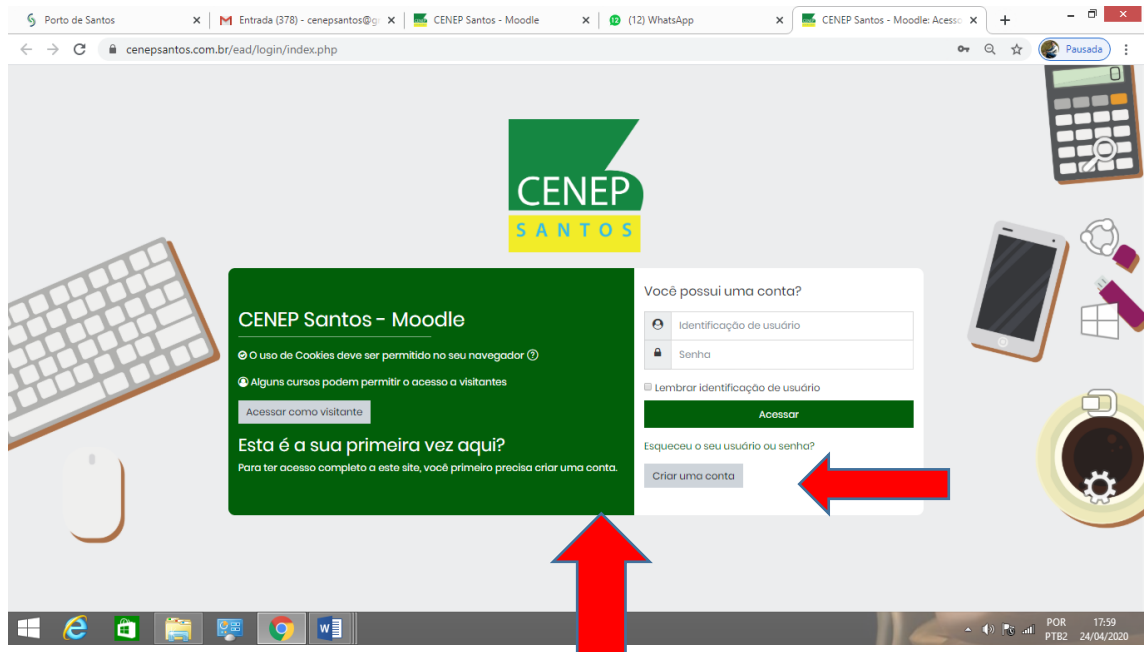 Porto de Santos
Entrada (378) - cenepsantos@g
CENEP Santos - Moodle
(12) WhatsApp
CENEP Santos - Moodle: Acesso
cenepsantos.com.br/ead/login/index.php
Pausada
CENEP
SANTOS
CENEP Santos - Moodle
O uso de Cookies deve ser permitido no seu navegador
Alguns cursos podem permitir o acesso a visitantes
Acessar como visitante
Esta é a sua primeira vez aqui?
Para ter acesso completo a este site, você primeiro precisa criar uma conta.
Você possui uma conta?
Identificação de usuário
Senha
Lembrar identificação de usuário
Acessar
Esqueceu o seu usuário ou senha?
Criar uma conta
POR
PTB2
17:59
24/04/2020